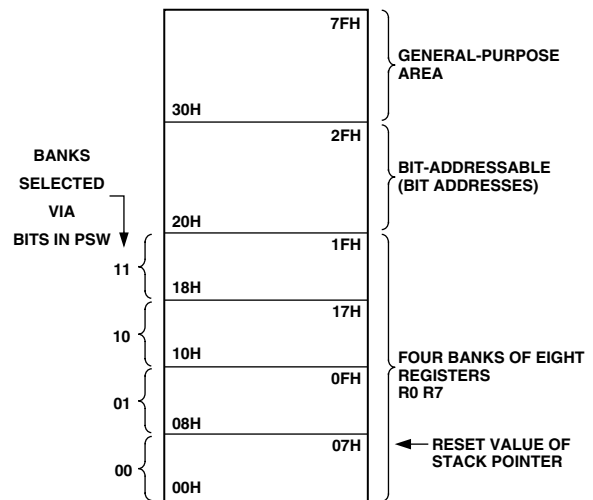 7FH
GENERAL-PURPOSE
AREA
30H
2FH
BANKS
SELECTED
VIA
BITS IN PSW
BIT-ADDRESSABLE
(BIT ADDRESSES)
20H
1FH
11
18H
17H
10
10H
FOUR BANKS OF EIGHT
REGISTERS
R0 R7
0FH
01
08H
07H
RESET VALUE OF
STACK POINTER
00
00H